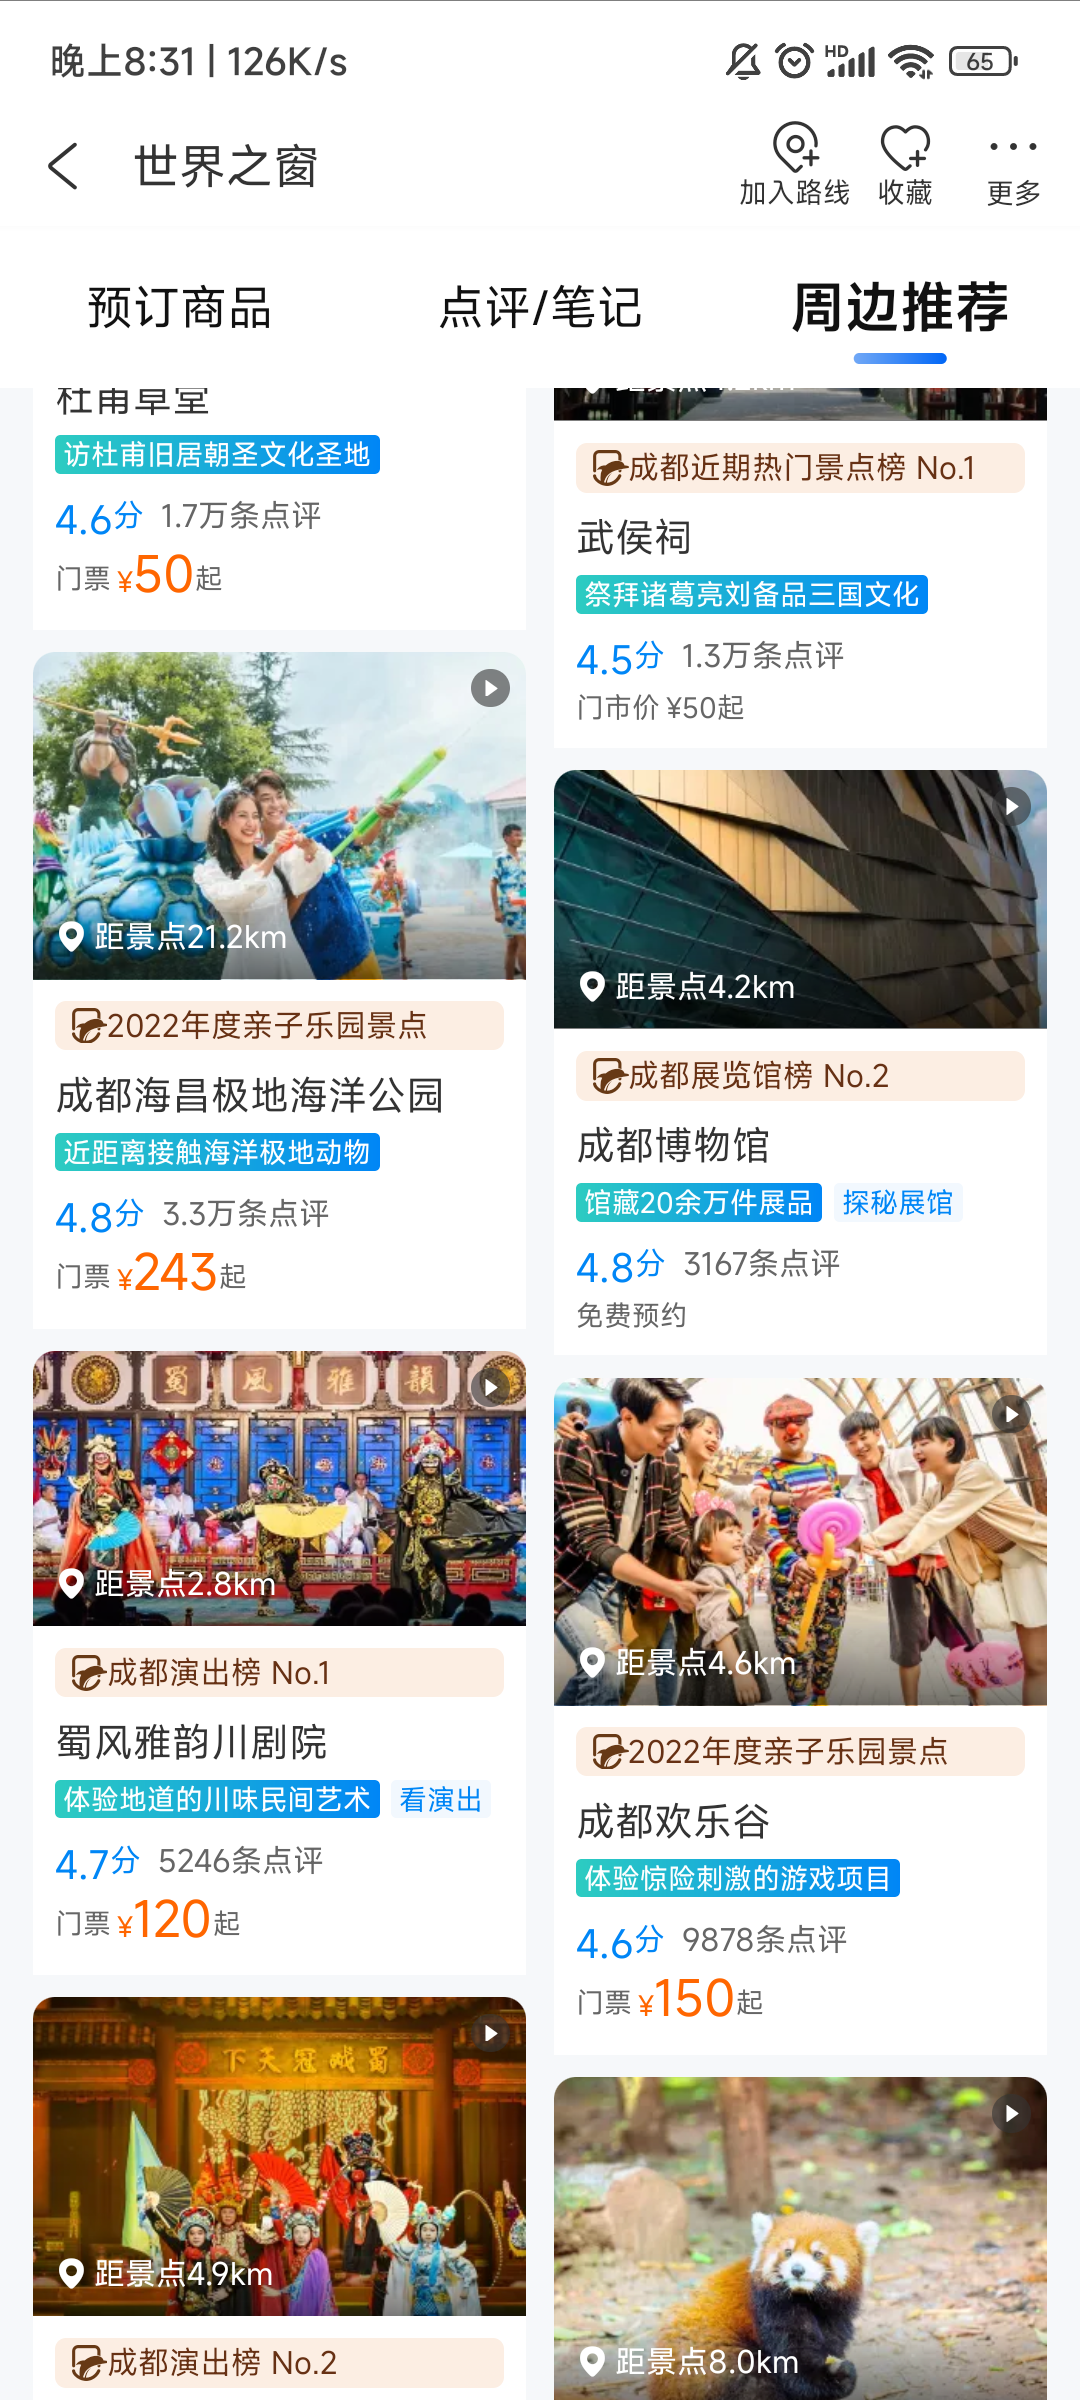 晚上8:31 | 126K/s
HD
65
世界之窗
加入路线
收藏
更多
预订商品
点评/笔记
周边推荐
杜甫草堂
访杜甫旧居朝圣文化圣地
4.6分 1.7万条点评
门票 ¥50起
距景点21.2km
2022年度亲子乐园景点
成都海昌极地海洋公园
近距离接触海洋极地动物
4.8分 3.3万条点评
门票 ¥243起
蜀風雅韻
距景点2.8km
成都演出榜 No.1
蜀风雅韵川剧院
体验地道的川味民间艺术 看演出
4.7分 5246条点评
门票 ¥120起
下天冠戏蜀
距景点4.9km
成都演出榜 No.2
成都近期热门景点榜 No.1
武侯祠
祭拜诸葛亮刘备品三国文化
4.5分 1.3万条点评
门市价 ¥50起
距景点4.2km
成都展览馆榜 No.2
成都博物馆
馆藏20余万件展品 探秘展馆
4.8分 3167条点评
免费预约
距景点4.6km
2022年度亲子乐园景点
成都欢乐谷
体验惊险刺激的游戏项目
4.6分 9878条点评
门票 ¥150起
距景点8.0km